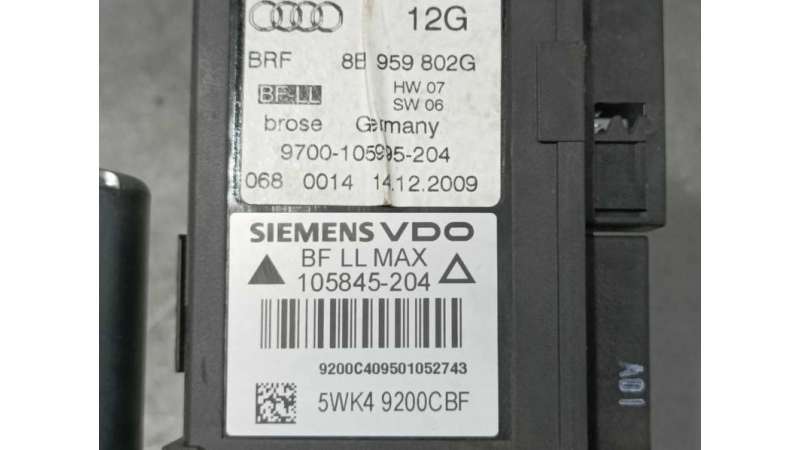 12G
BRF 8E 959 802G
BF-LL HW 07
SW 06
brose Germany
9700-105995-204
068 0014 14.12.2009
SIEMENS VDO
BF LL MAX
105845-204
9200C409501052743
5WK4 9200CBF
A01